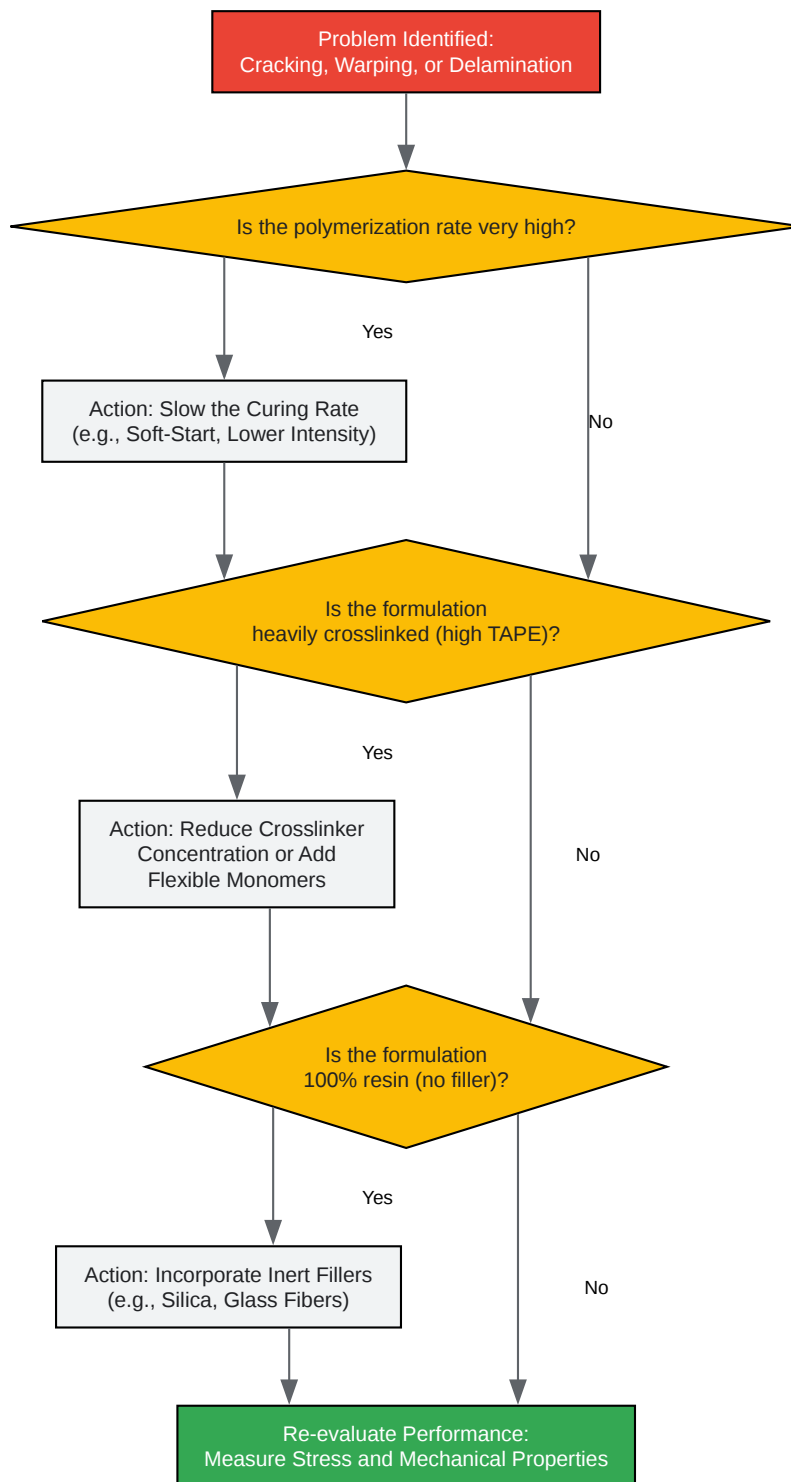 Problem Identified:
Cracking, Warping, or Delamination
Is the polymerization rate very high?
Yes
Action: Slow the Curing Rate
(e.g., Soft-Start, Lower Intensity)
No
Is the formulation
heavily crosslinked (high TAPE)?
Yes
Action: Reduce Crosslinker
Concentration or Add
Flexible Monomers
No
Is the formulation
100% resin (no filler)?
Yes
Action: Incorporate Inert Fillers
(e.g., Silica, Glass Fibers)
No
Re-evaluate Performance:
Measure Stress and Mechanical Properties